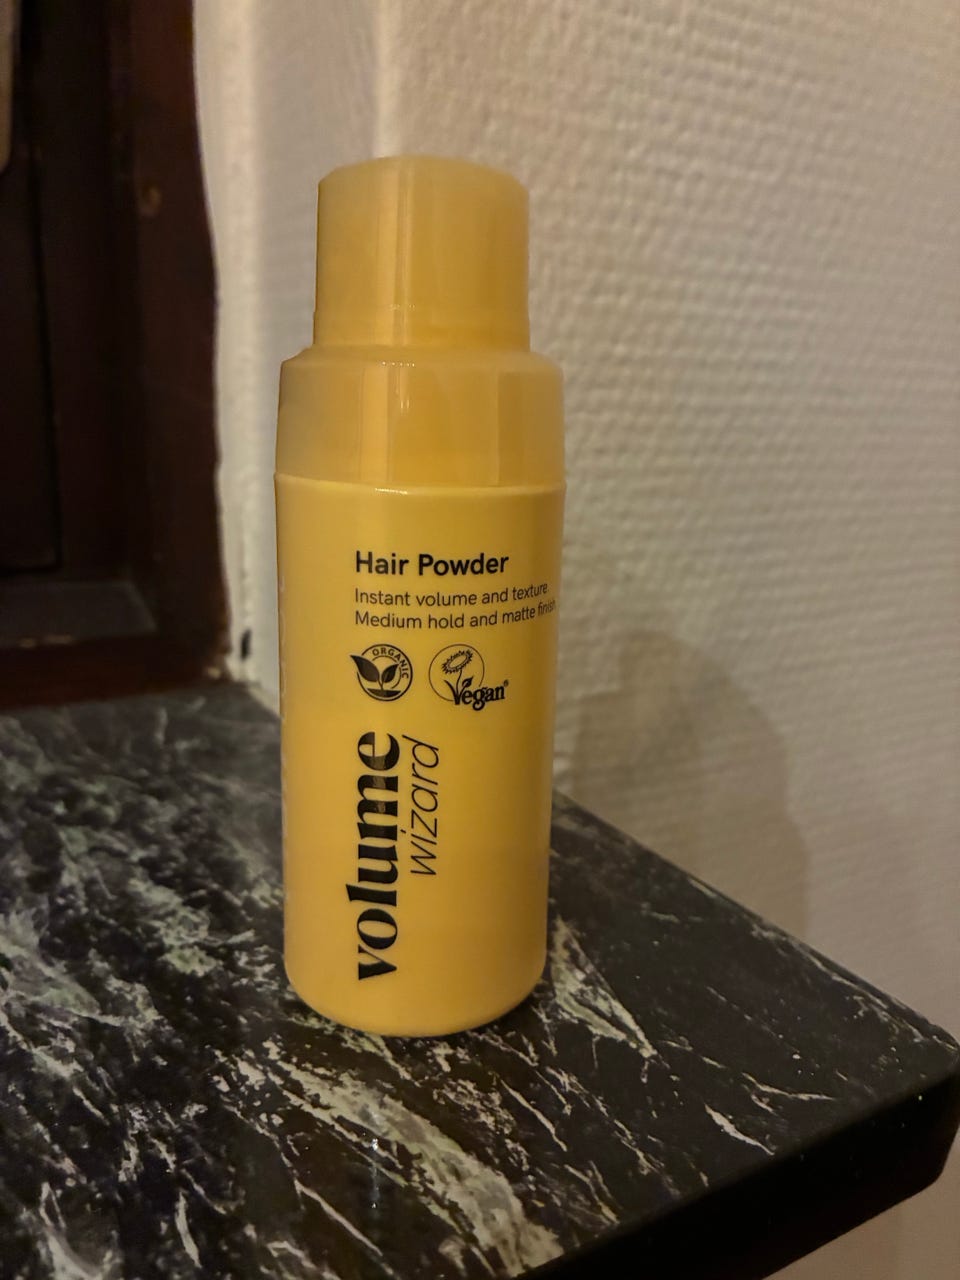 Hair Powder
Instant volume and texture.
Medium hold and matte finish
ORGANIC
Vegan®
volume
wizard